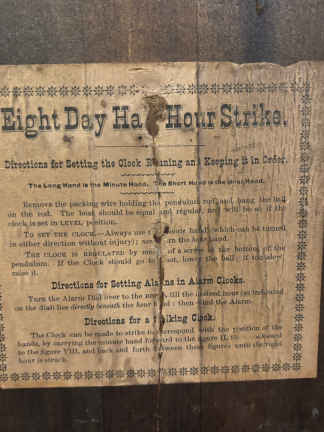 Eight Day Ha Hour Strike.
Directions for Setting the Clock Running and Keeping it in Order.
The Long Hand is the Minute Hand. The Short Hand is the Hour Hand.
Remove the packing wire holding the pendulum rod, and hang the ball
on the rod. The beat should be equal and regular, and will be so if the
clock is set in LEVEL position.
TO SET THE CLOCK.—Always use the hand which can be turned
in either direction without injury); the hour hand.
THE CLOCK IS REGULATED by of a screw at the bottom of the
pendulum. If the Clock should go too fast, lower the ball; if too slow,
raise it.
Directions for Setting Alarms in Alarm Clocks.
Turn the Alarm Dial over to the till the desired hour (as indicated
on the dial) lies directly beneath the hour hand; then wind the Alarm.
Directions for a Striking Clock.
The Clock can be made to strike to correspond with the position of the
hands, by carrying the minute hand forward to the figure II,
to the figure VIII, and back and forth between these figures until the right
hour is struck.